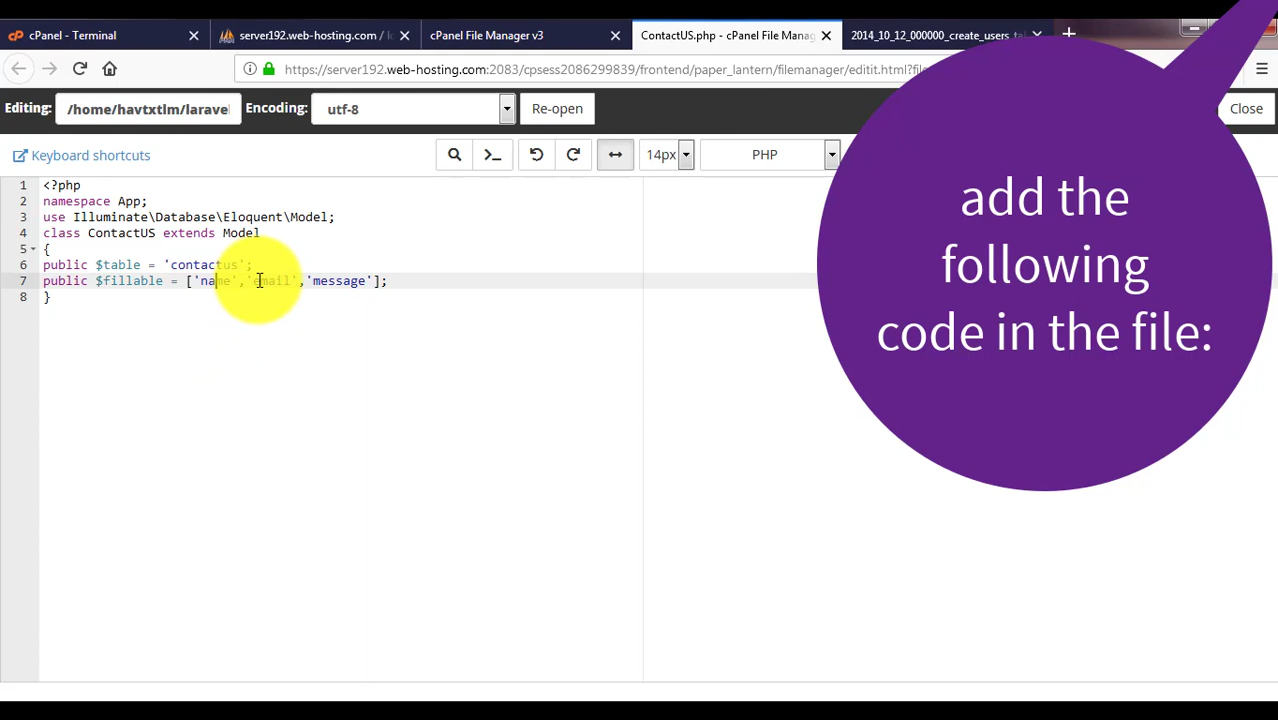 cPanel - Terminal
server192.web-hosting.com /
cPanel File Manager v3
ContactUS.php - cPanel File Manag
2014_10_12_000000_create_users
https://server192.web-hosting.com:2083/cpsess2086299839/frontend/paper_lantern/filemanager/editit.html?
Editing: /home/havtxtlm/larave Encoding: utf-8 Re-open Close
Keyboard shortcuts 14px PHP
1 <?php
2 namespace App;
3 use Illuminate\Database\Eloquent\Model;
4 class ContactUS extends Model
5 {
6 public $table = 'contactus';
7 public $fillable = ['name','email','message'];
8 }
add the
following
code in the file: